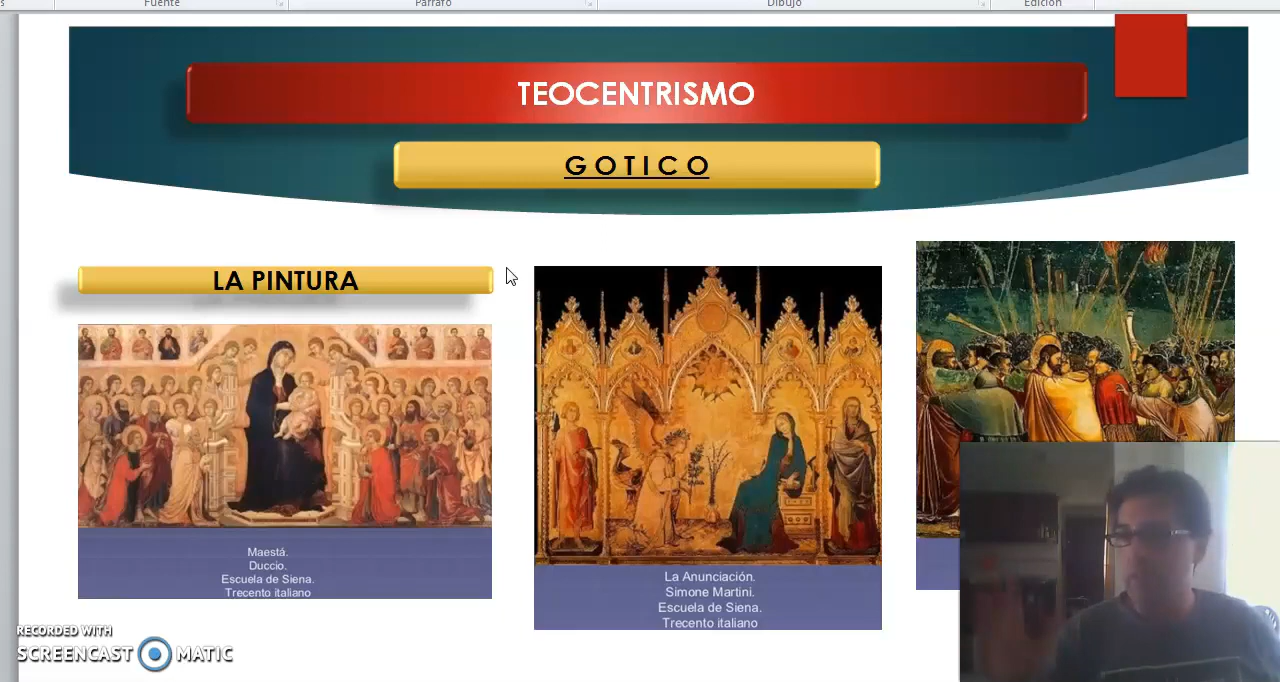 Fuente
Párrafo
Dibujo
Edición
TEOCENTRISMO
G O T I C O
LA PINTURA
Maestá.
Duccio.
Escuela de Siena.
Trecento italiano
La Anunciación.
Simone Martini.
Escuela de Siena.
Trecento italiano
RECORDED WITH
SCREENCAST MATIC